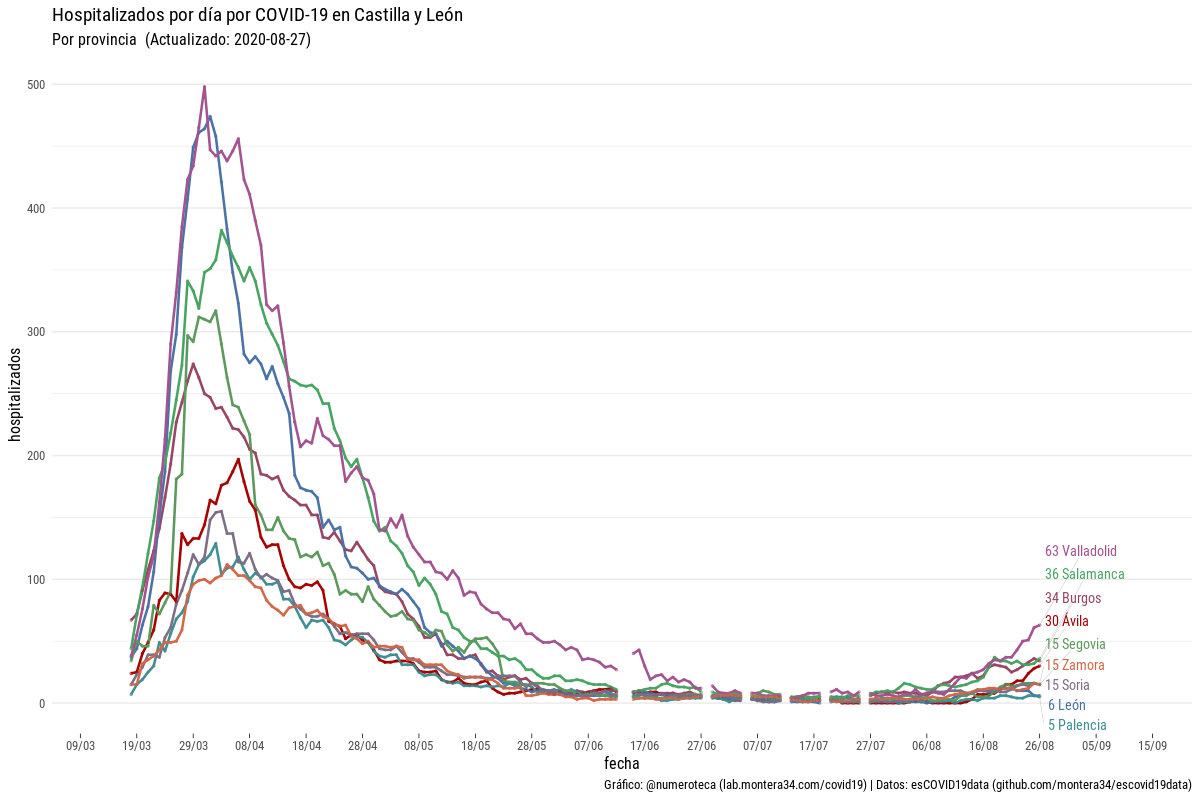 Hospitalizados por día por COVID-19 en Castilla y León
Por provincia (Actualizado: 2020-08-27)
hospitalizados
500
400
300
200
100
0
63 Valladolid
36 Salamanca
34 Burgos
30 Ávila
15 Segovia
15 Zamora
15 Soria
6 León
5 Palencia
09/03 19/03 29/03 08/04 18/04 28/04 08/05 18/05 28/05 07/06 17/06 27/06 07/07 17/07 27/07 06/08 16/08 26/08 05/09 15/09
fecha
Gráfico: @numeroteca (lab.montera34.com/covid19) | Datos: esCOVID19data (github.com/montera34/escovid19data)